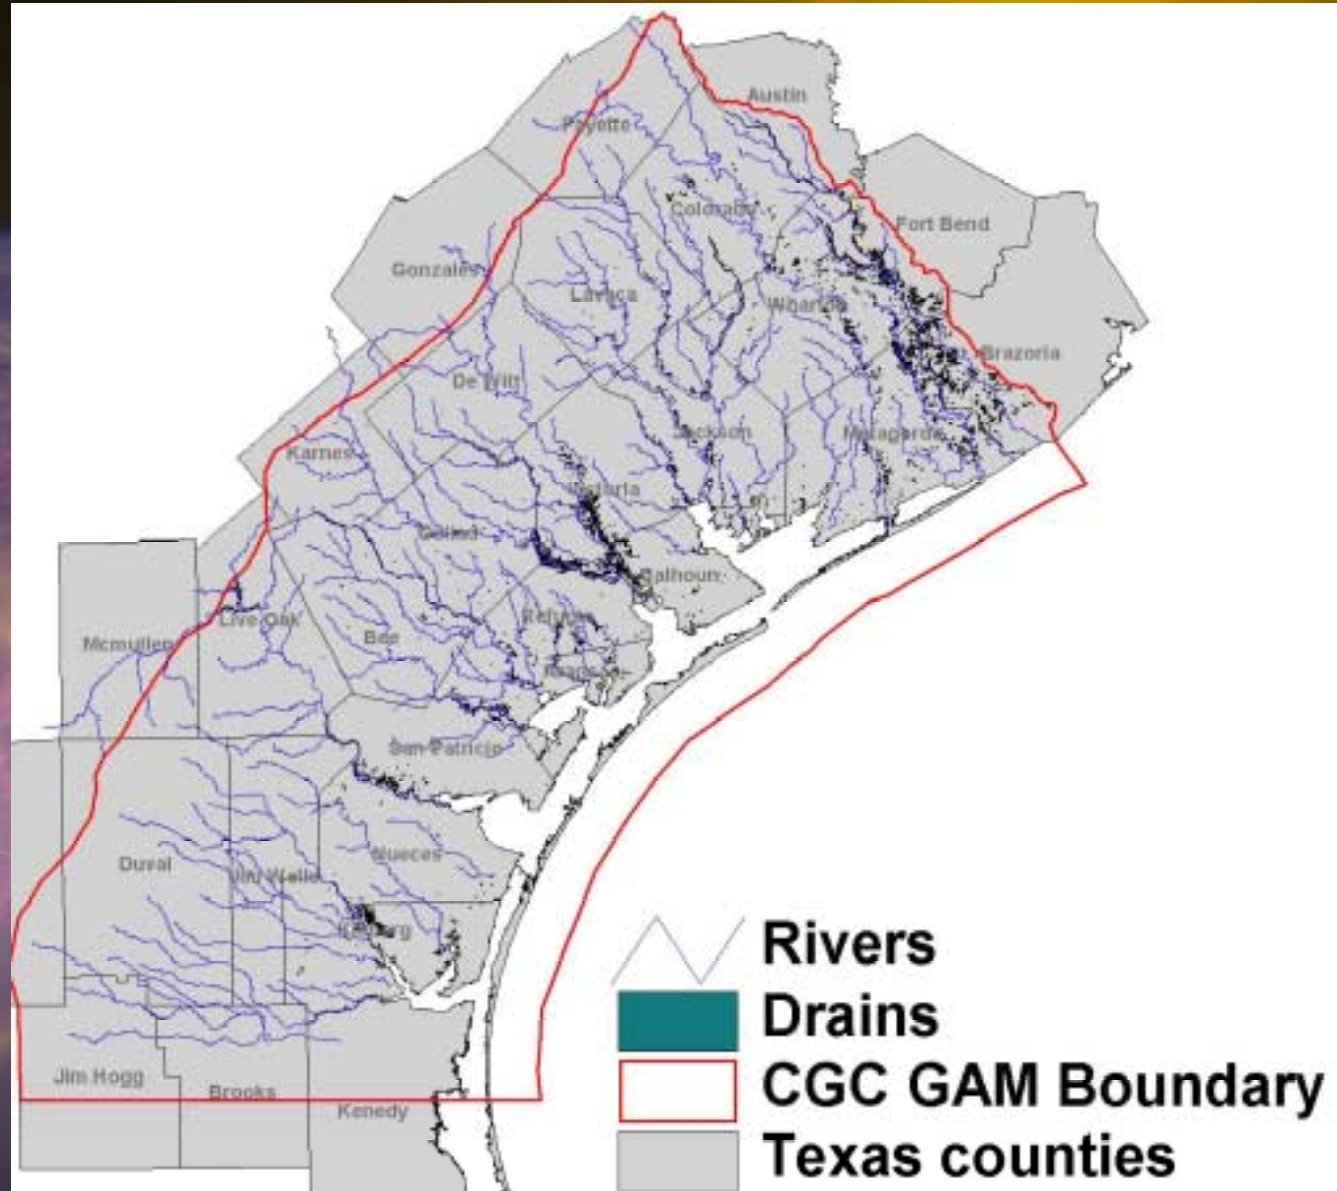 Austin
Fayette
Colorado
Fort Bend
Gonzales
Lavaca
Wharton
Brazoria
De Witt
Jackson
Matagorda
Karnes
Victoria
Goliad
Calhoun
Live Oak
Refugio
Bee
Mcmullen
Aransas
San Patricio
Nueces
Duval
Jim Wells
Kleberg
Jim Hogg
Brooks
Kenedy
Rivers
Drains
CGC GAM Boundary
Texas counties